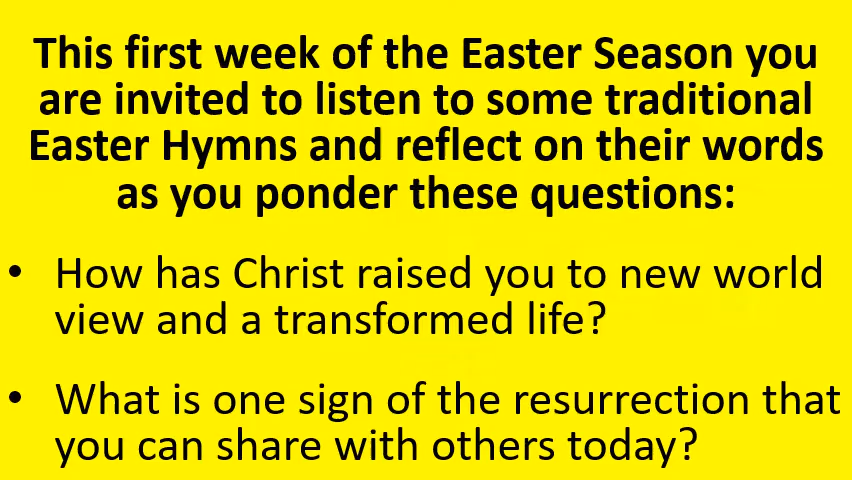 This first week of the Easter Season you
are invited to listen to some traditional
Easter Hymns and reflect on their words
as you ponder these questions:
• How has Christ raised you to new world
view and a transformed life?
• What is one sign of the resurrection that
you can share with others today?